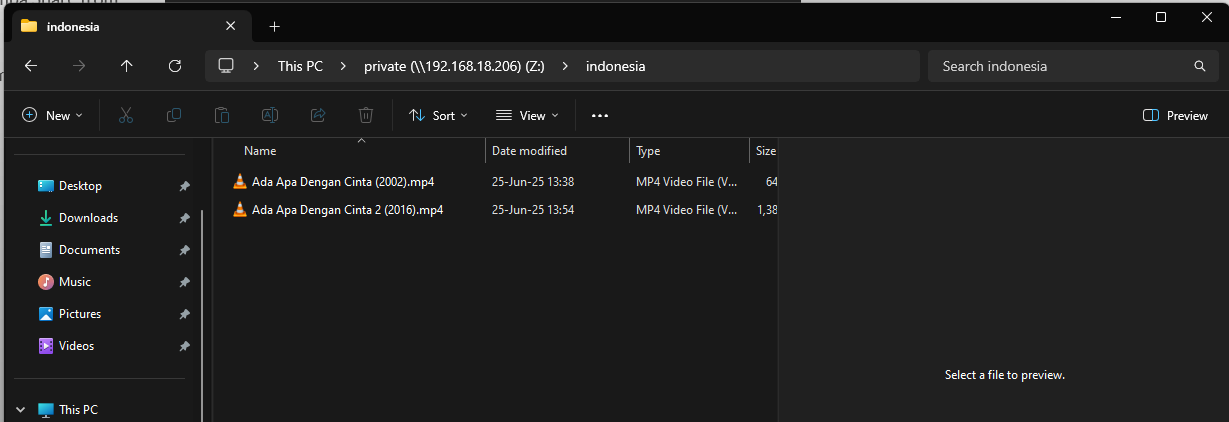 indonesia
This PC > private (\\192.168.18.206) (Z:) > indonesia
Search indonesia
New
Sort
View
Preview
Name Date modified Type Size
Ada Apa Dengan Cinta (2002).mp4 25-Jun-25 13:38 MP4 Video File (V... 64
Ada Apa Dengan Cinta 2 (2016).mp4 25-Jun-25 13:54 MP4 Video File (V... 1,38
Desktop
Downloads
Documents
Music
Pictures
Videos
This PC
Select a file to preview.